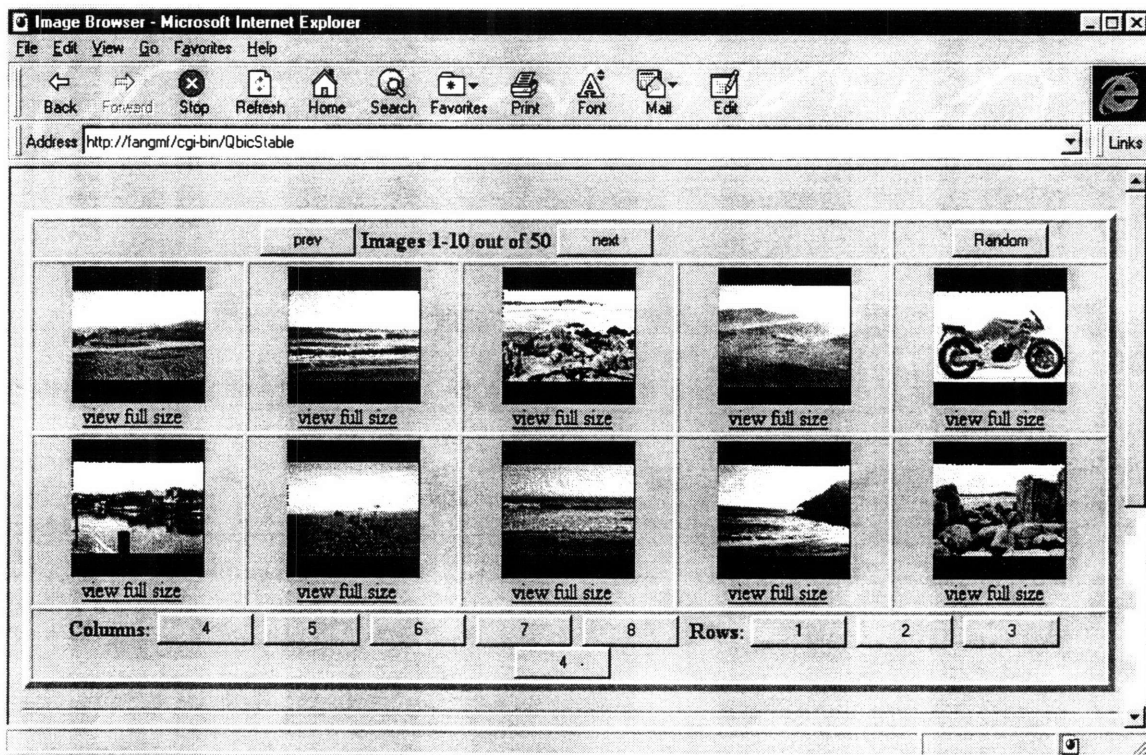 Image Browser - Microsoft Internet Explorer
File Edit View Go Favorites Help
Back Forward Stop Refresh Home Search Favorites Print Font Mail Edit
Address http://fangmf/cgi-bin/QbicStable Links
prev Images 1-10 out of 50 next Random
view full size view full size view full size view full size view full size
view full size view full size view full size view full size view full size
Columns: 4 5 6 7 8 Rows: 1 2 3
4